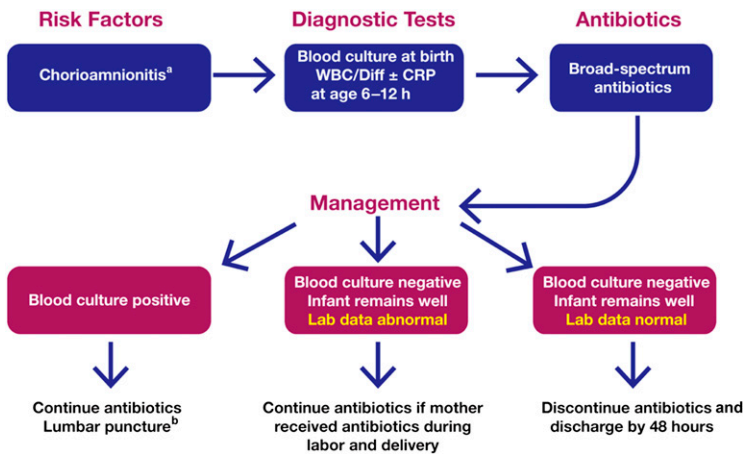 Risk Factors
Diagnostic Tests
Antibiotics
Chorioamnionitisᵃ
Blood culture at birth
WBC/Diff ± CRP
at age 6–12 h
Broad-spectrum
antibiotics
Management
Blood culture positive
Blood culture negative
Infant remains well
Lab data abnormal
Blood culture negative
Infant remains well
Lab data normal
Continue antibiotics
Lumbar punctureᵇ
Continue antibiotics if mother
received antibiotics during
labor and delivery
Discontinue antibiotics and
discharge by 48 hours